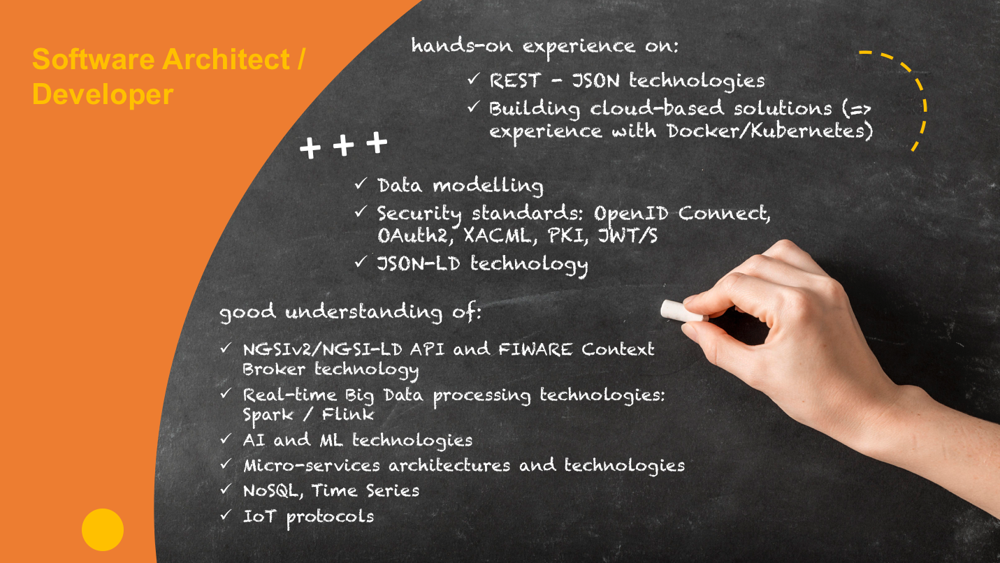 Software Architect /
Developer
hands-on experience on:
✓ REST - JSON technologies
✓ Building cloud-based solutions (=>
experience with Docker/Kubernetes)
+ + +
✓ Data modelling
✓ Security standards: OpenID Connect,
OAuth2, XACML, PKI, JWT/S
✓ JSON-LD technology
good understanding of:
✓ NGSIv2/NGSI-LD API and FIWARE Context
Broker technology
✓ Real-time Big Data processing technologies:
Spark / Flink
✓ AI and ML technologies
✓ Micro-services architectures and technologies
✓ NoSQL, Time Series
✓ IoT protocols